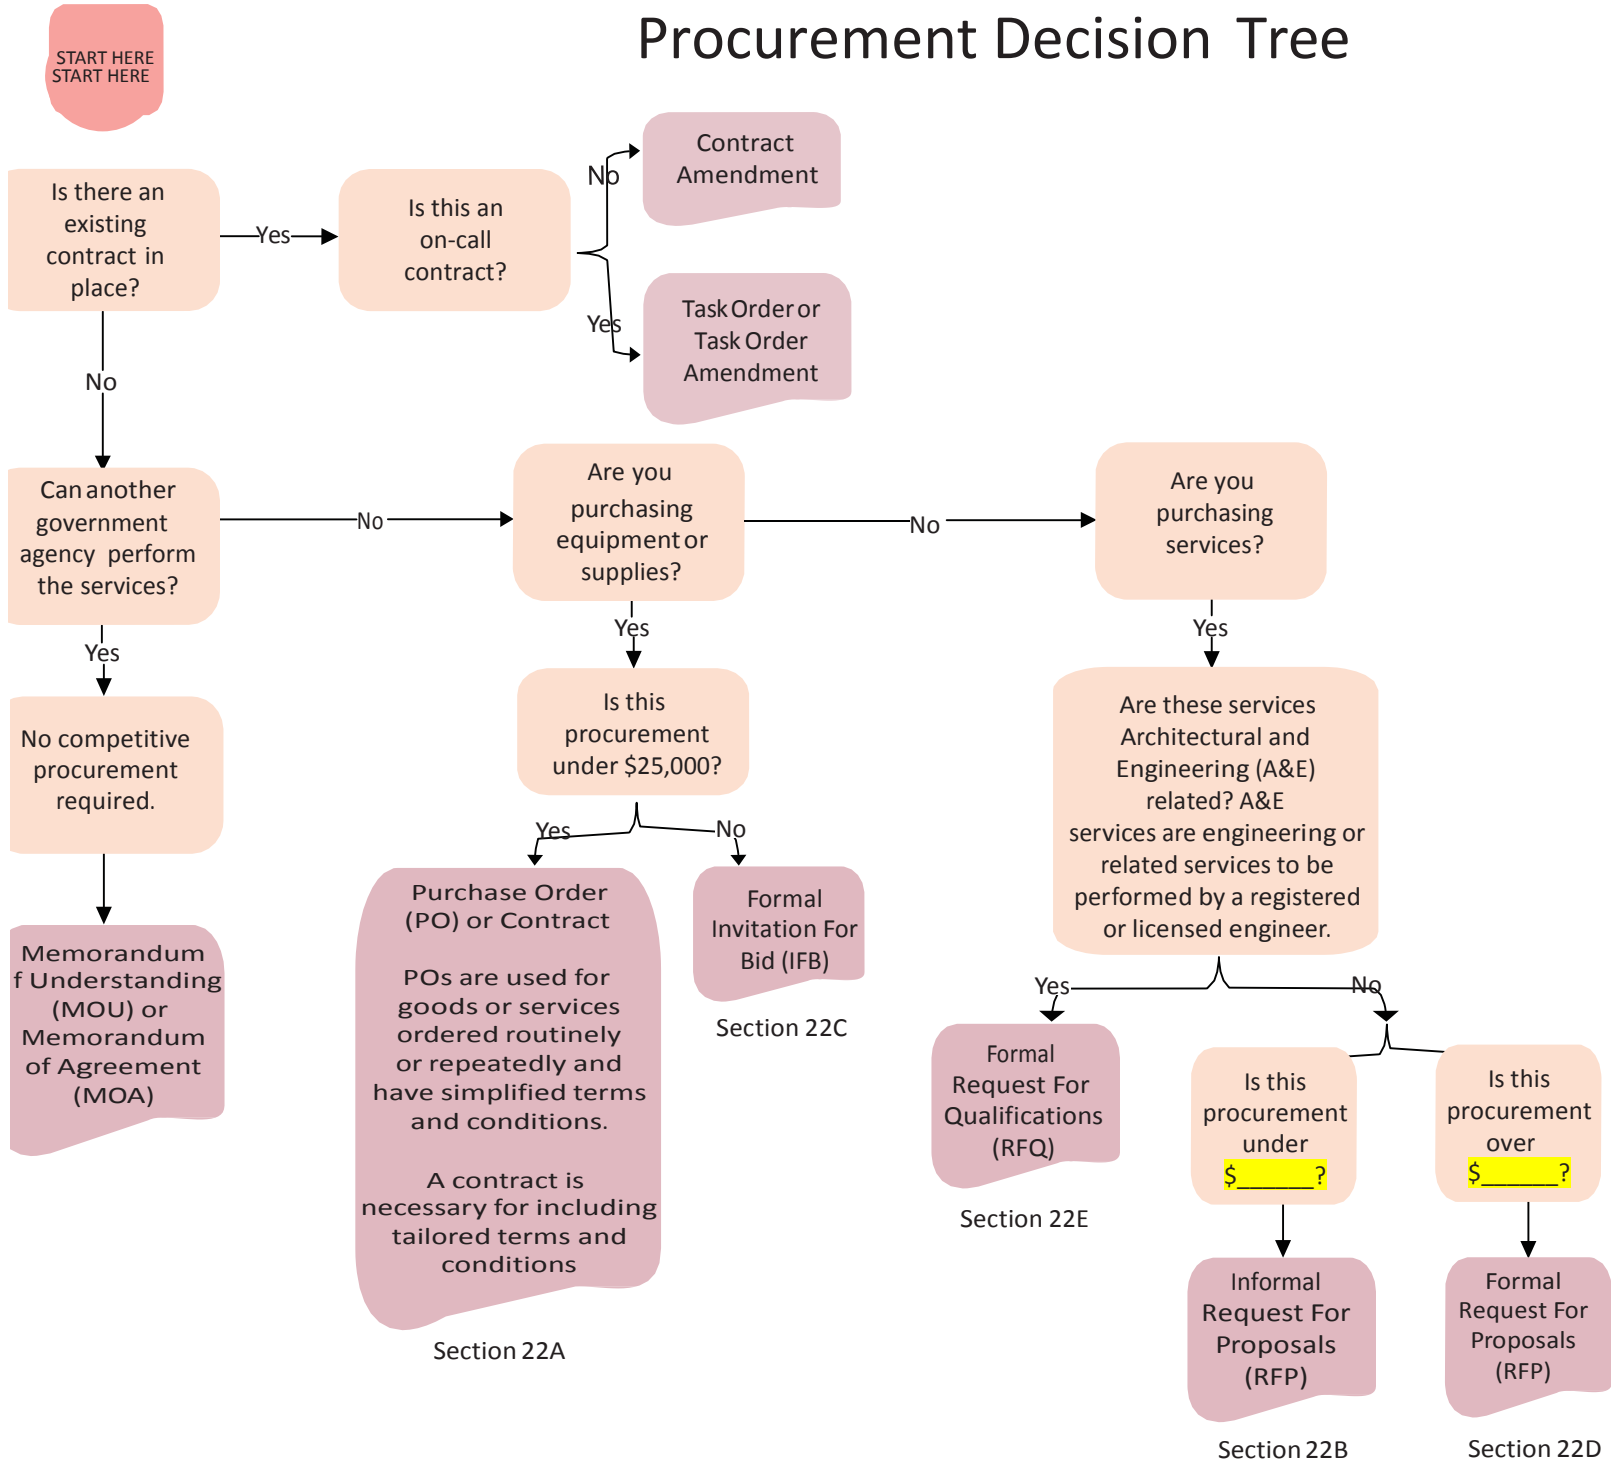 Procurement Decision Tree
START HERE
START HERE
Is there an
existing
contract in
place?
Yes
Is this an
on-call
contract?
No
Contract
Amendment
Yes
Task Order or
Task Order
Amendment
No
Can another
government
agency perform
the services?
No
Are you
purchasing
equipment or
supplies?
No
Are you
purchasing
services?
Yes
No competitive
procurement
required.
Memorandum
f Understanding
(MOU) or
Memorandum
of Agreement
(MOA)
Yes
Is this
procurement
under $25,000?
Yes
No
Purchase Order
(PO) or Contract
POs are used for
goods or services
ordered routinely
or repeatedly and
have simplified terms
and conditions.
A contract is
necessary for including
tailored terms and
conditions
Section 22A
Formal
Invitation For
Bid (IFB)
Section 22C
Yes
Are these services
Architectural and
Engineering (A&E)
related? A&E
services are engineering or
related services to be
performed by a registered
or licensed engineer.
Yes
No
Formal
Request For
Qualifications
(RFQ)
Section 22E
Is this
procurement
under
$______?
Informal
Request For
Proposals
(RFP)
Section 22B
Is this
procurement
over
$______?
Formal
Request For
Proposals
(RFP)
Section 22D